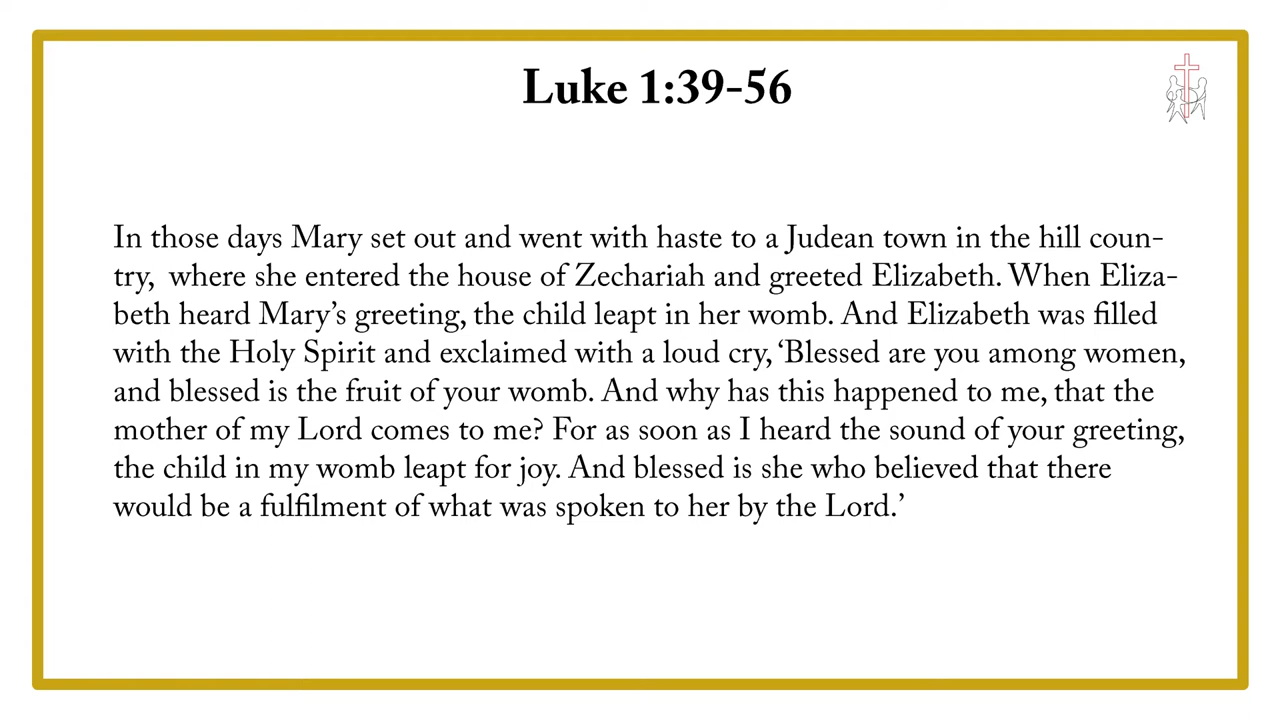 Luke 1:39-56
In those days Mary set out and went with haste to a Judean town in the hill coun-
try,  where she entered the house of Zechariah and greeted Elizabeth. When Eliza-
beth heard Mary’s greeting, the child leapt in her womb. And Elizabeth was filled
with the Holy Spirit and exclaimed with a loud cry, ‘Blessed are you among women,
and blessed is the fruit of your womb. And why has this happened to me, that the
mother of my Lord comes to me? For as soon as I heard the sound of your greeting,
the child in my womb leapt for joy. And blessed is she who believed that there
would be a fulfilment of what was spoken to her by the Lord.’